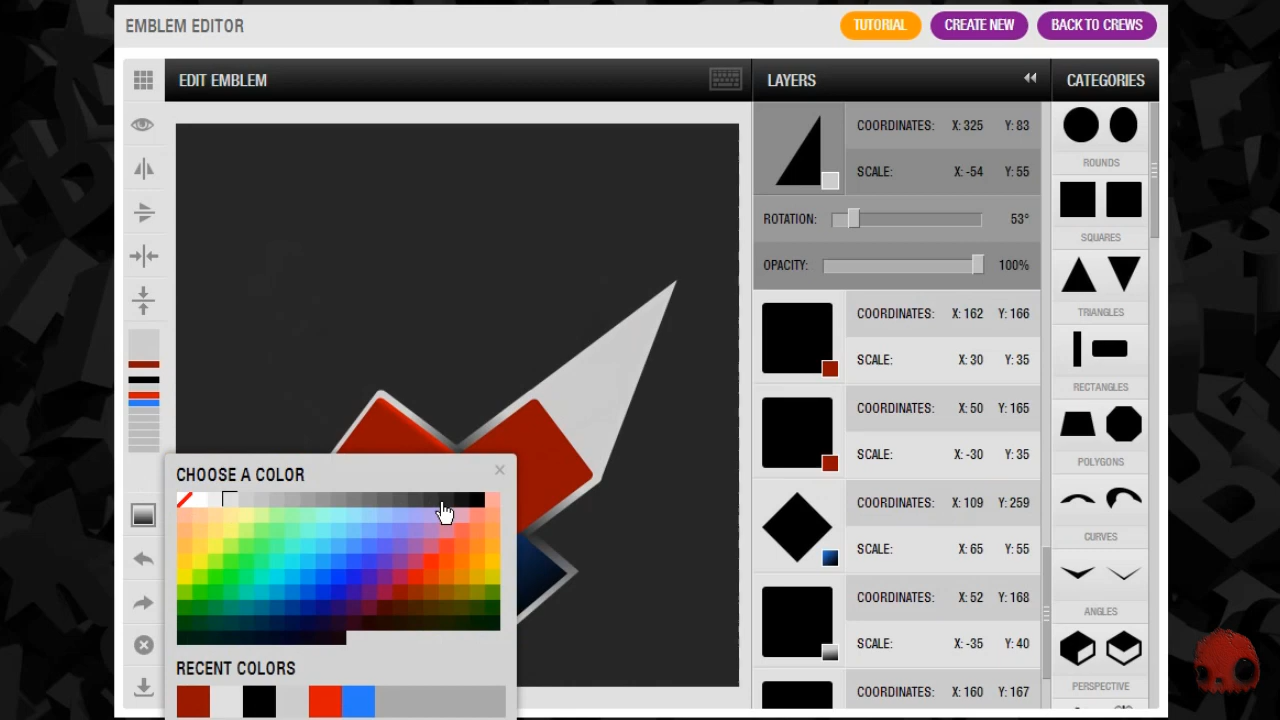 EMBLEM EDITOR
TUTORIAL
CREATE NEW
BACK TO CREWS
EDIT EMBLEM
LAYERS
CATEGORIES
COORDINATES: X: 325 Y: 83
SCALE: X: -54 Y: 55
ROTATION: 53°
OPACITY: 100%
COORDINATES: X: 162 Y: 166
SCALE: X: 30 Y: 35
COORDINATES: X: 50 Y: 165
SCALE: X: -30 Y: 35
COORDINATES: X: 109 Y: 259
SCALE: X: 65 Y: 55
COORDINATES: X: 52 Y: 168
SCALE: X: -35 Y: 40
COORDINATES: X: 160 Y: 167
ROUNDS
SQUARES
TRIANGLES
RECTANGLES
POLYGONS
CURVES
ANGLES
PERSPECTIVE
CHOOSE A COLOR
RECENT COLORS